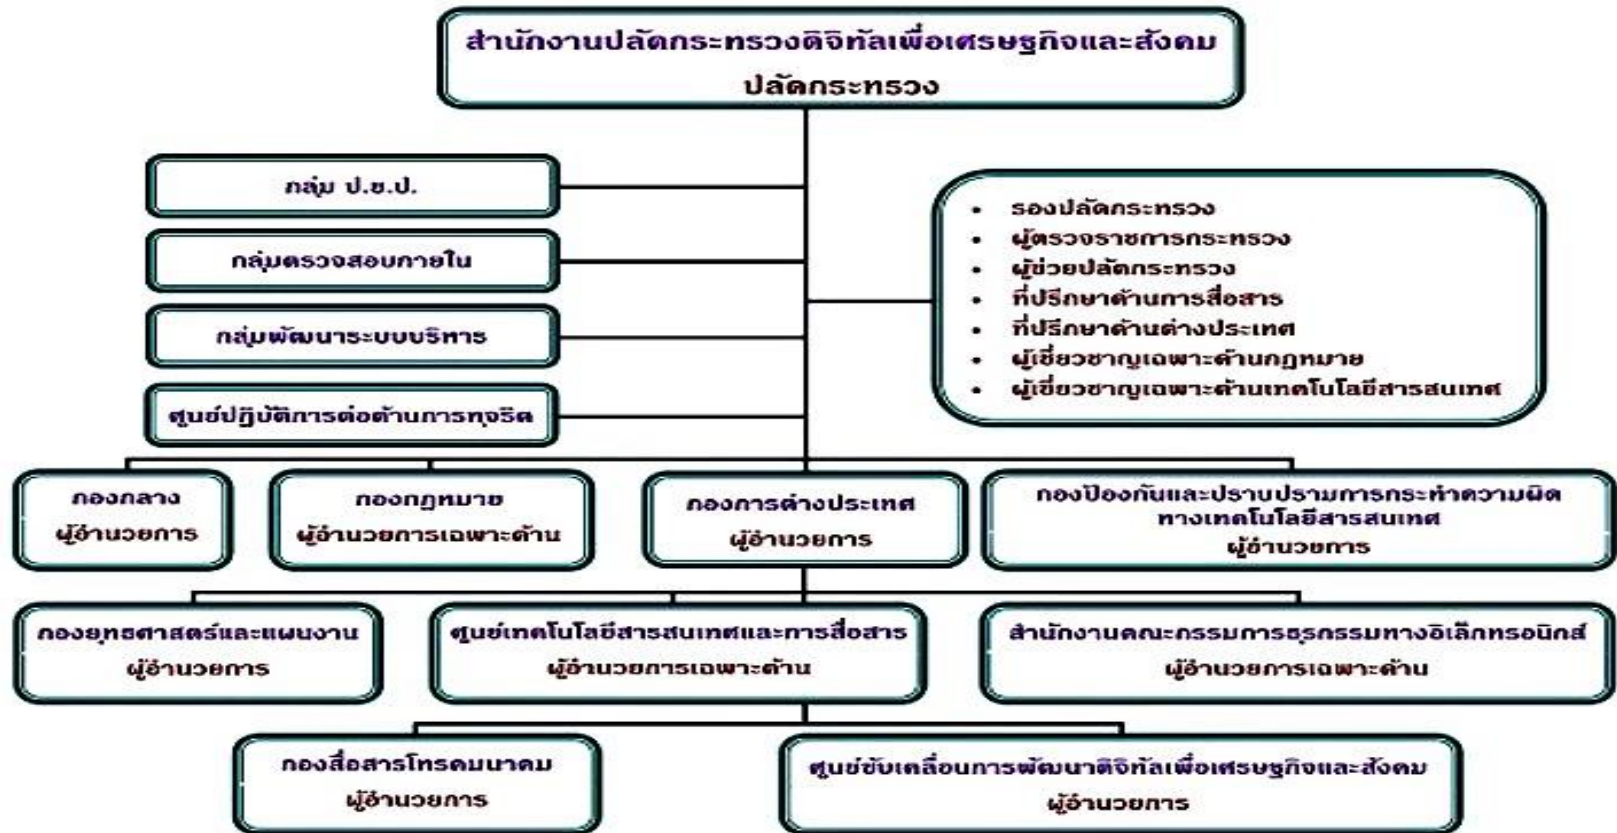 สำนักงานปลัดกระทรวงดิจิทัลเพื่อเศรษฐกิจและสังคม
ปลัดกระทรวง
กลุ่ม ป.ย.ป.
กลุ่มตรวจสอบภายใน
กลุ่มพัฒนาระบบบริหาร
ศูนย์ปฏิบัติการต่อต้านการทุจริต
• รองปลัดกระทรวง
• ผู้ตรวจราชการกระทรวง
• ผู้ช่วยปลัดกระทรวง
• ที่ปรึกษาด้านการสื่อสาร
• ที่ปรึกษาด้านต่างประเทศ
• ผู้เชี่ยวชาญเฉพาะด้านกฎหมาย
• ผู้เชี่ยวชาญเฉพาะด้านเทคโนโลยีสารสนเทศ
กองกลาง
ผู้อำนวยการ
กองกฎหมาย
ผู้อำนวยการเฉพาะด้าน
กองการต่างประเทศ
ผู้อำนวยการ
กองป้องกันและปราบปรามการกระทำความผิด
ทางเทคโนโลยีสารสนเทศ
ผู้อำนวยการ
กองยุทธศาสตร์และแผนงาน
ผู้อำนวยการ
ศูนย์เทคโนโลยีสารสนเทศและการสื่อสาร
ผู้อำนวยการเฉพาะด้าน
สำนักงานคณะกรรมการธุรกรรมทางอิเล็กทรอนิกส์
ผู้อำนวยการเฉพาะด้าน
กองสื่อสารโทรคมนาคม
ผู้อำนวยการ
ศูนย์ขับเคลื่อนการพัฒนาดิจิทัลเพื่อเศรษฐกิจและสังคม
ผู้อำนวยการ